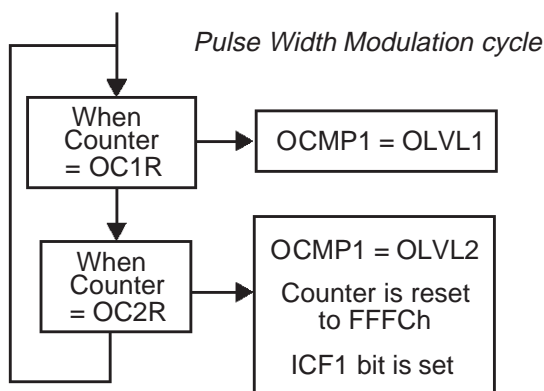 Pulse Width Modulation cycle
When
Counter
= OC1R
OCMP1 = OLVL1
When
Counter
= OC2R
OCMP1 = OLVL2
Counter is reset
to FFFCh
ICF1 bit is set